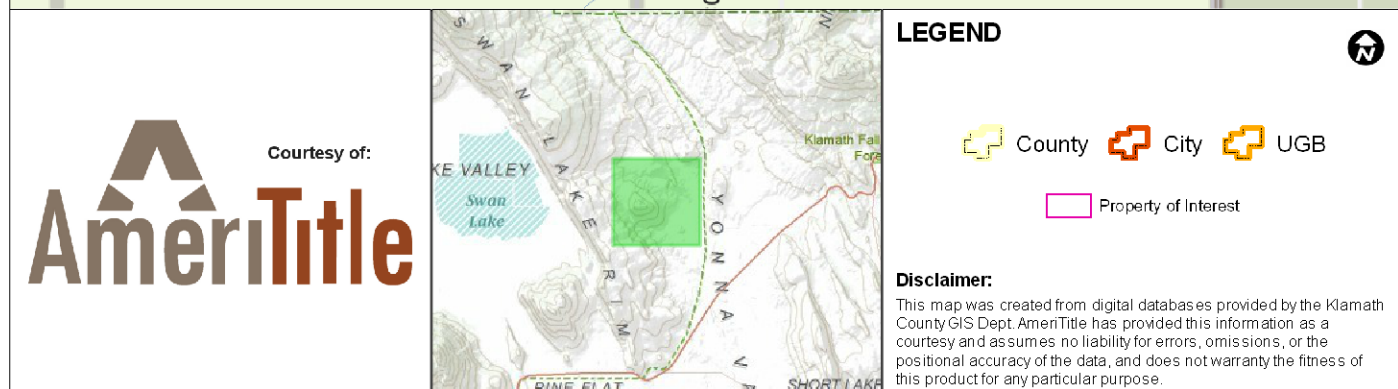 Courtesy of:
AmeriTitle
SWAN LAKE RIM
KE VALLEY
Swan
Lake
YONNA VA
Klamath Fall
Fore
PINE FLAT
SHORT LAKE
LEGEND
N
County
City
UGB
Property of Interest
Disclaimer:
This map was created from digital databases provided by the Klamath
County GIS Dept. AmeriTitle has provided this information as a
courtesy and assumes no liability for errors, omissions, or the
positional accuracy of the data, and does not warranty the fitness of
this product for any particular purpose.